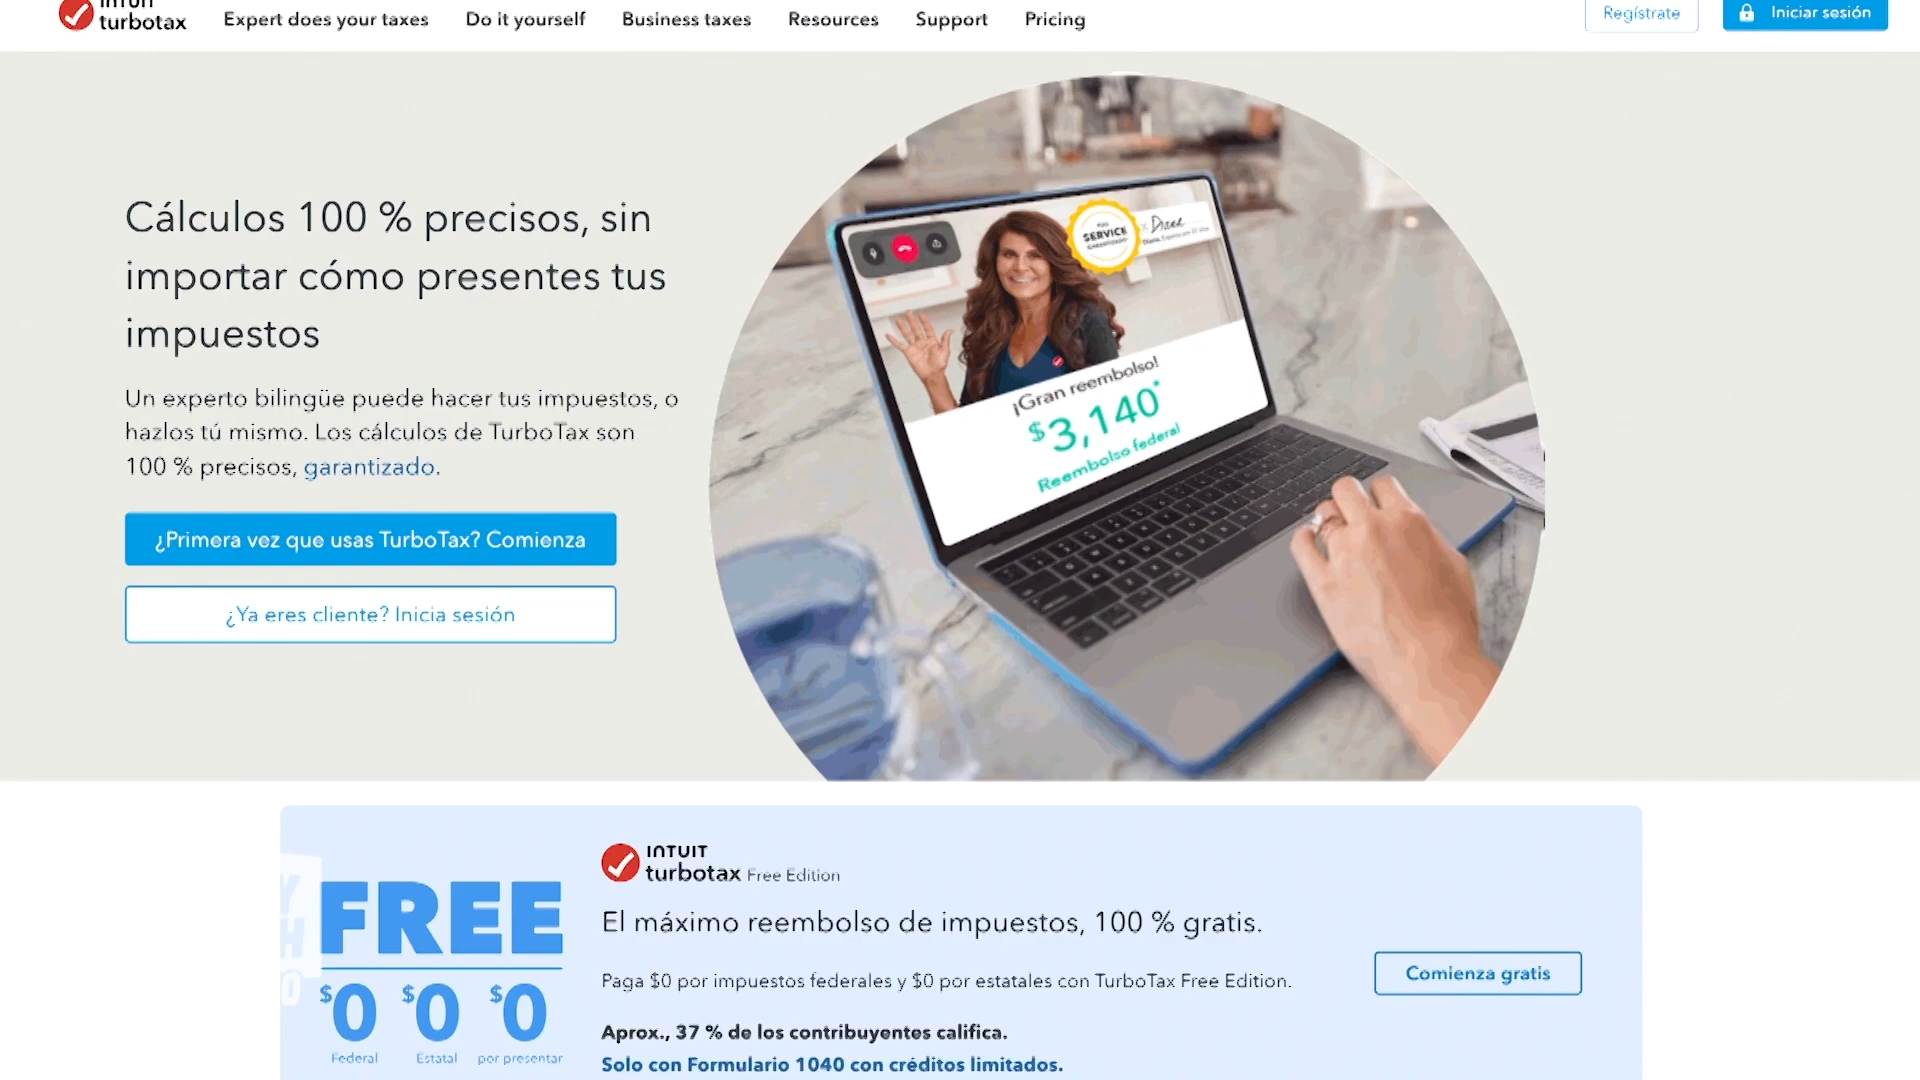 INTUIT
turbotax
Expert does your taxes
Do it yourself
Business taxes
Resources
Support
Pricing
Regístrate
Iniciar sesión
Cálculos 100 % precisos, sin
importar cómo presentes tus
impuestos
Un experto bilingüe puede hacer tus impuestos, o
hazlos tú mismo. Los cálculos de TurboTax son
100 % precisos, garantizado.
¿Primera vez que usas TurboTax? Comienza
¿Ya eres cliente? Inicia sesión
SERVICE
Diana
¡Gran reembolso!
$3,140*
Reembolso federal
FREE
$0 $0 $0
Federal Estatal por presentar
INTUIT
turbotax Free Edition
El máximo reembolso de impuestos, 100 % gratis.
Paga $0 por impuestos federales y $0 por estatales con TurboTax Free Edition.
Aprox., 37 % de los contribuyentes califica.
Solo con Formulario 1040 con créditos limitados.
Comienza gratis